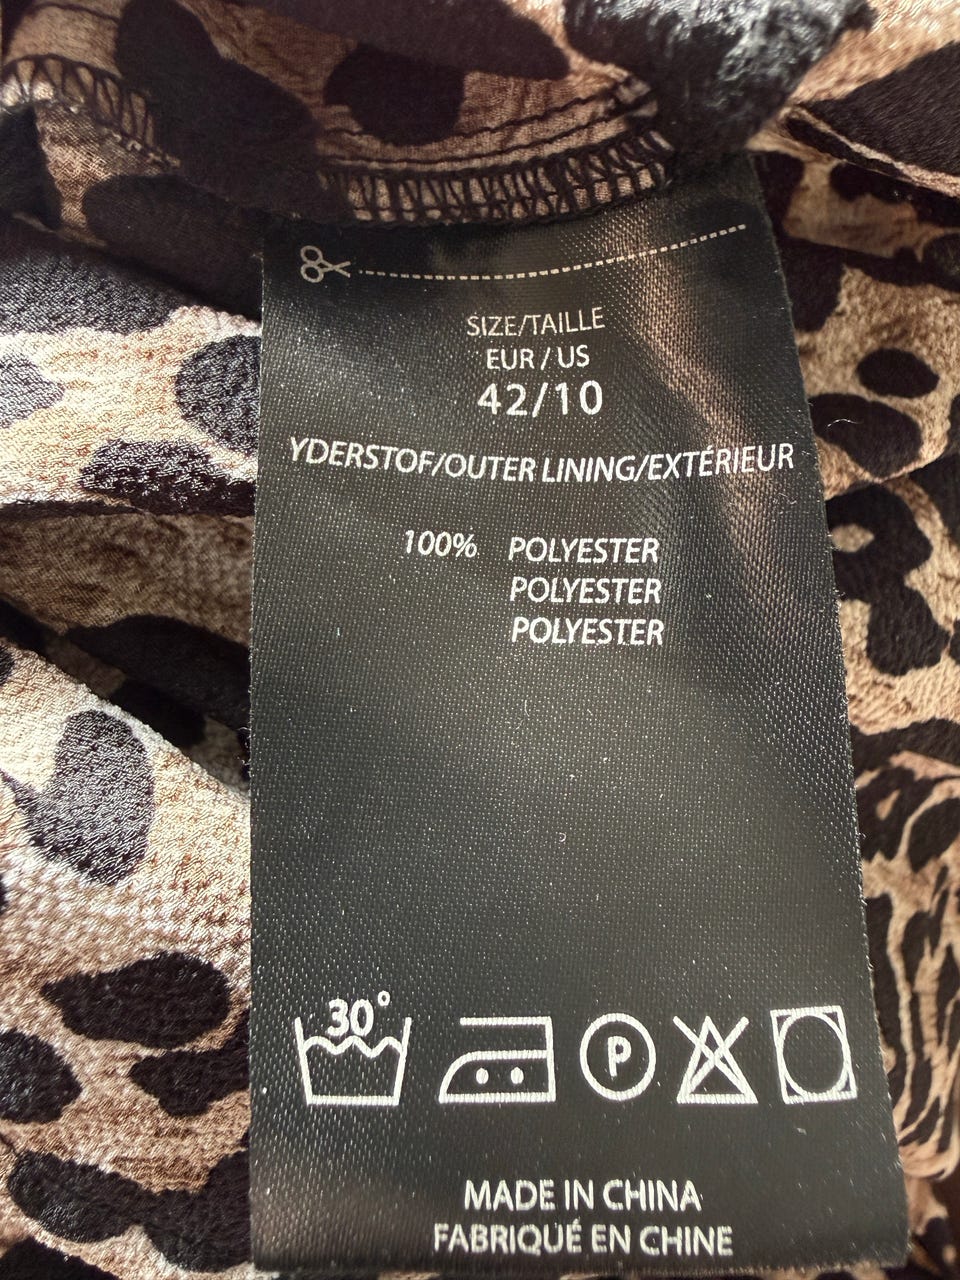 SIZE/TAILLE
EUR/US
42/10
YDERSTOF/OUTER LINING/EXTÉRIEUR
100% POLYESTER
POLYESTER
POLYESTER
30°
P
MADE IN CHINA
FABRIQUÉ EN CHINE